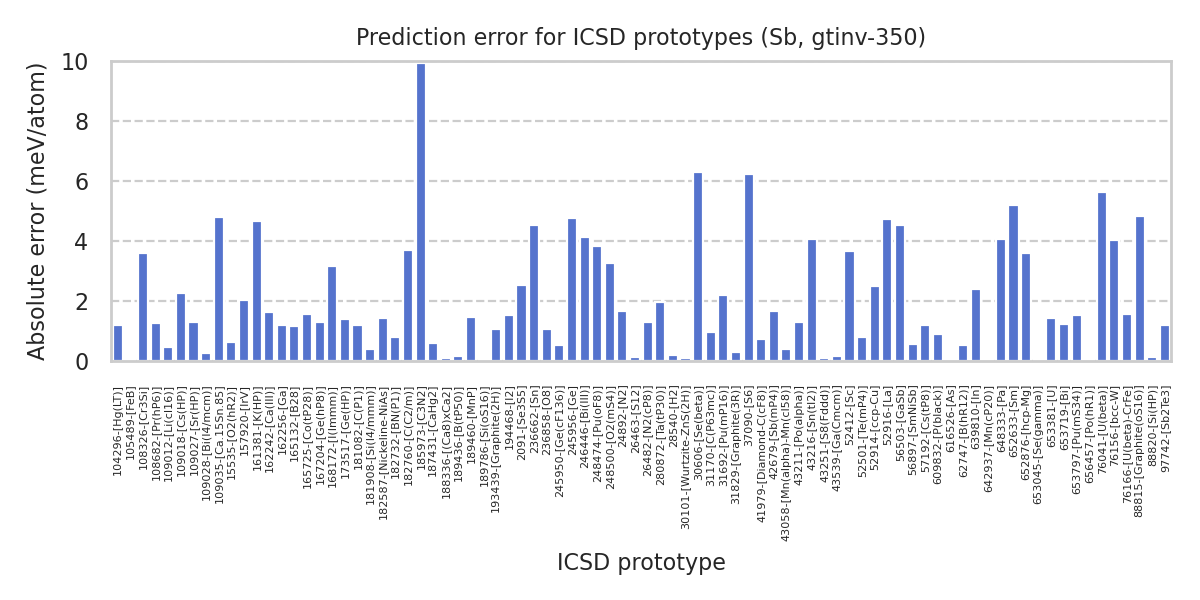 Prediction error for ICSD prototypes (Sb, gtinv-350)
Absolute error (meV/atom)
10
8
6
4
2
0
104296-[Hg(LT)]
105489-[FeB]
108326-[Cr3Si]
108682-[Pr(hP6)]
109012-[Li(cI16)]
109018-[Cs(HP)]
109027-[Sr(HP)]
109028-[Bi(I4/mcm)]
109035-[Ca.15Sn.85]
15535-[O2(hR2)]
157920-[IrV]
161381-[K(HP)]
162242-[Ca(III)]
162256-[Ga]
165132-[B28]
165725-[Co(tP28)]
167204-[Ge(hP8)]
168172-[I(Immm)]
173517-[Ge(HP)]
181082-[C(P1)]
181908-[Si(I4/mmm)]
182587-[Nickeline-NiAs]
182732-[BN(P1)]
182760-[C(C2/m)]
185973-[C3N2]
187431-[CaHg2]
188336-[(Ca8)xCa2]
189436-[B(tP50)]
189460-[MnP]
189786-[Si(oS16)]
193439-[Graphite(2H)]
194468-[I2]
2091-[Se3S5]
236662-[Sn]
236858-[O8]
245950-[Ge(cF136)]
245956-[Ge]
246446-[Bi(III)]
248474-[Pu(oF8)]
248500-[O2(mS4)]
24892-[N2]
26463-[S12]
26482-[N2(cP8)]
280872-[Ta(tP30)]
28540-[H2]
30101-[Wurtzite-ZnS(2H)]
30606-[Se(beta)]
31170-[C(P63mc)]
31692-[Pu(mP16)]
31829-[Graphite(3R)]
37090-[S6]
41979-[Diamond-C(cF8)]
42679-[Sb(mP4)]
43058-[Mn(alpha)-Mn(cI58)]
43211-[Po(alpha)]
43216-[Sn(tI4)]
43251-[S8(Fddd)]
43539-[Ga(Cmcm)]
52412-[Sc]
52501-[Te(mP4)]
52914-[ccp-Cu]
52916-[La]
56503-[GaSb]
56897-[SmNiSb]
57192-[Cs(tP8)]
609832-[P(black)]
616526-[As]
62747-[B(hR12)]
639810-[In]
642937-[Mn(cP20)]
648333-[Pa]
652633-[Sm]
652876-[hcp-Mg]
653045-[Se(gamma)]
653381-[U]
653719-[I]
653797-[Pu(mS34)]
656457-[Po(hR1)]
76041-[U(beta)]
76156-[bcc-W]
76166-[U(beta)-CrFe]
88815-[Graphite(oS16)]
88820-[Si(HP)]
97742-[Sb2Te3]
ICSD prototype